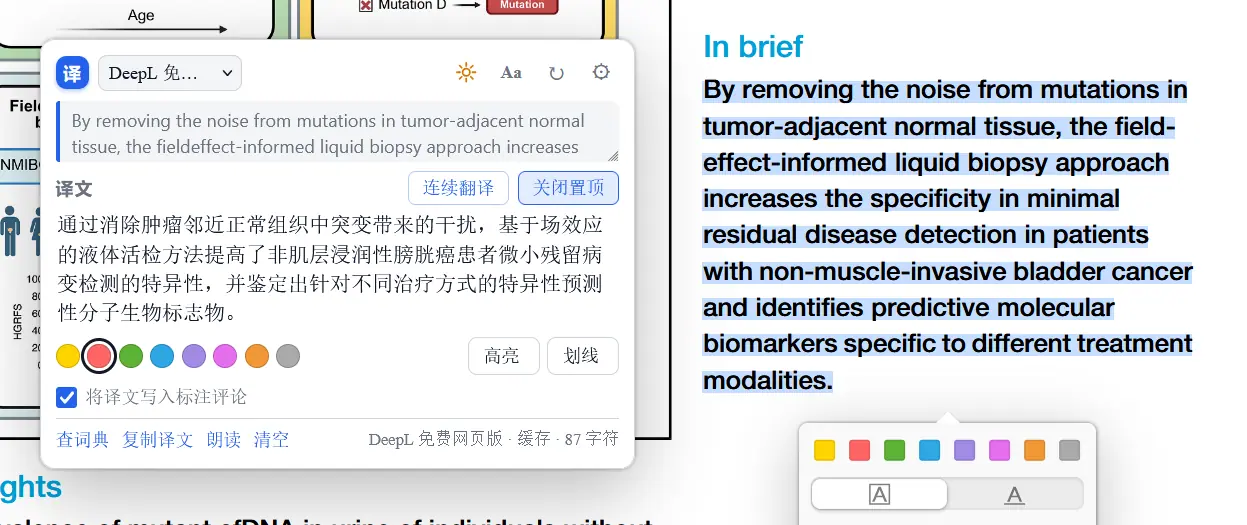 Age
Mutation D
Mutation
译
DeepL 免…
Aa
By removing the noise from mutations in tumor-adjacent normal
tissue, the fieldeffect-informed liquid biopsy approach increases
译文
连续翻译
关闭置顶
通过消除肿瘤邻近正常组织中突变带来的干扰，基于场效应
的液体活检方法提高了非肌层浸润性膀胱癌患者微小残留病
变检测的特异性，并鉴定出针对不同治疗方式的特异性预测
性分子生物标志物。
高亮
划线
将译文写入标注评论
查词典 复制译文 朗读 清空
DeepL 免费网页版 · 缓存 · 87 字符
Fiel
b
NMIB
HGRFS
100
80
60
40
20
0
ghts
In brief
By removing the noise from mutations in
tumor-adjacent normal tissue, the field-
effect-informed liquid biopsy approach
increases the specificity in minimal
residual disease detection in patients
with non-muscle-invasive bladder cancer
and identifies predictive molecular
biomarkers specific to different treatment
modalities.
A
A